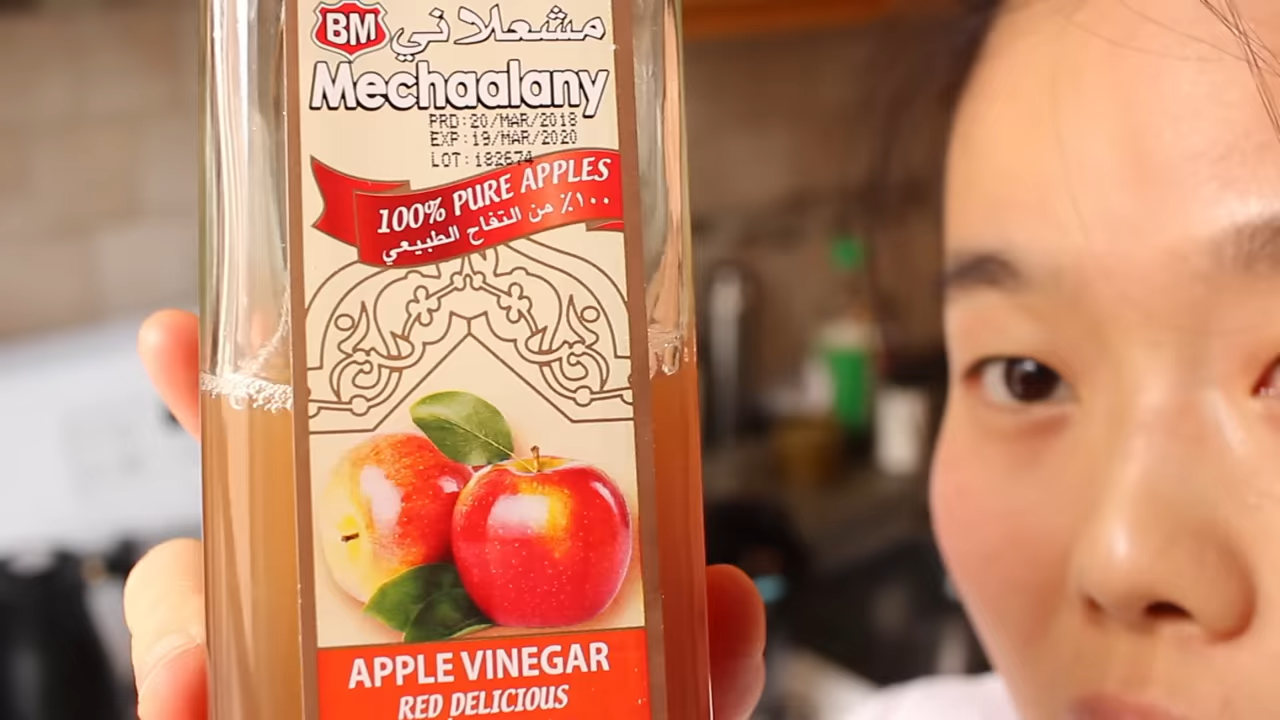 BM مشعلاني
Mechaalany
PRD:20/MAR/2018
EXP:19/MAR/2020
LOT:182674
100% PURE APPLES
١٠٠٪ من التفاح الطبيعي
APPLE VINEGAR
RED DELICIOUS